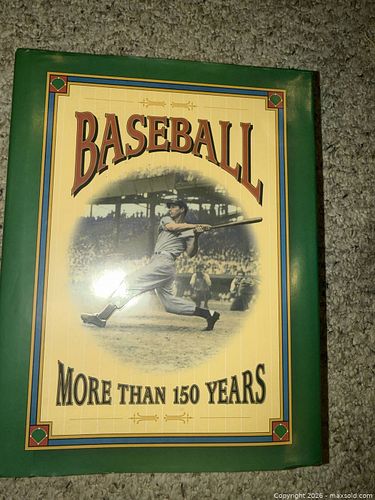 BASEBALL
MORE THAN 150 YEARS
Copyright 2026 - maxsold.com